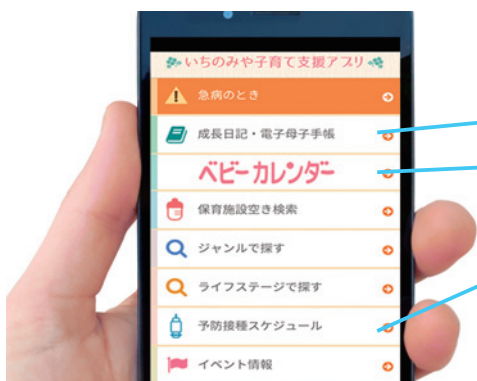 いちのみや子育て支援アプリ
急病のとき
成長日記・電子母子手帳
ベビーカレンダー
保育施設空き検索
ジャンルで探す
ライフステージで探す
予防接種スケジュール
イベント情報